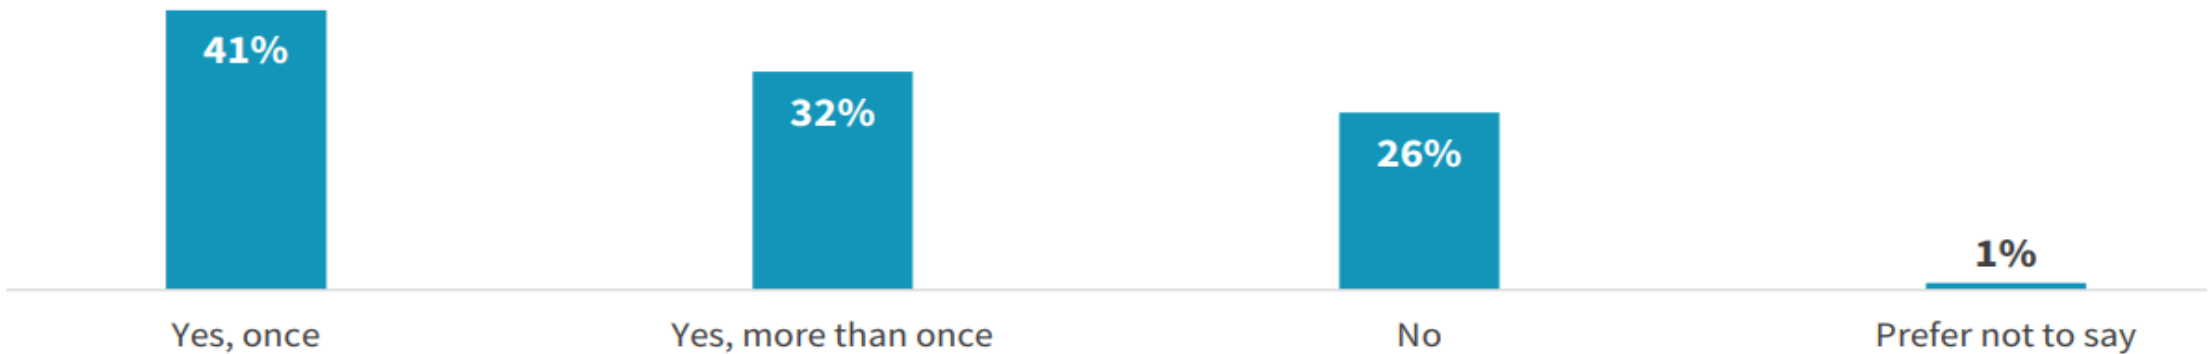 41%
32%
26%
1%
Yes, once
Yes, more than once
No
Prefer not to say